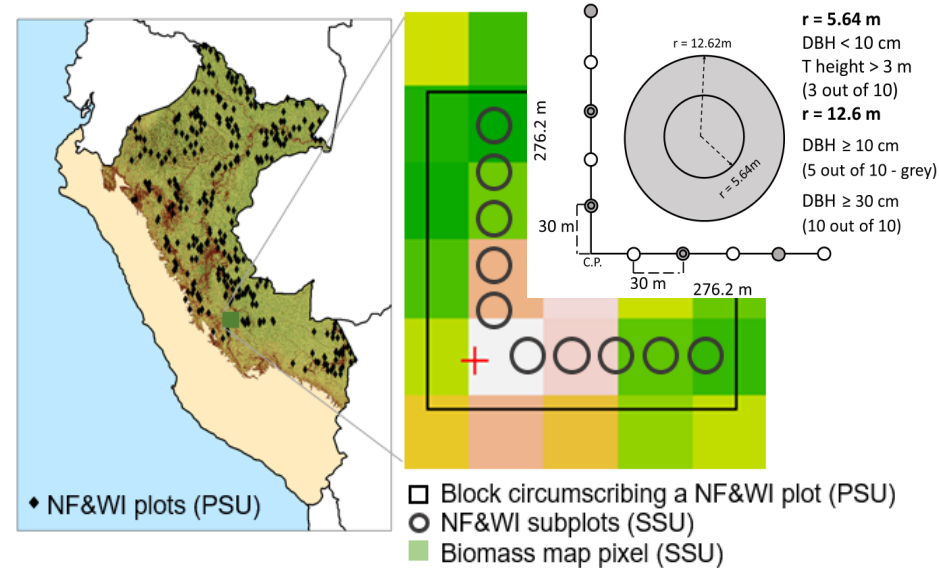 r = 5.64 m
DBH < 10 cm
T height > 3 m
(3 out of 10)
r = 12.6 m
DBH ≥ 10 cm
(5 out of 10 - grey)
DBH ≥ 30 cm
(10 out of 10)
r = 12.62m
r = 5.64m
276.2 m
30 m
C.P.
30 m
276.2 m
NF&WI plots (PSU)
Block circumscribing a NF&WI plot (PSU)
NF&WI subplots (SSU)
Biomass map pixel (SSU)